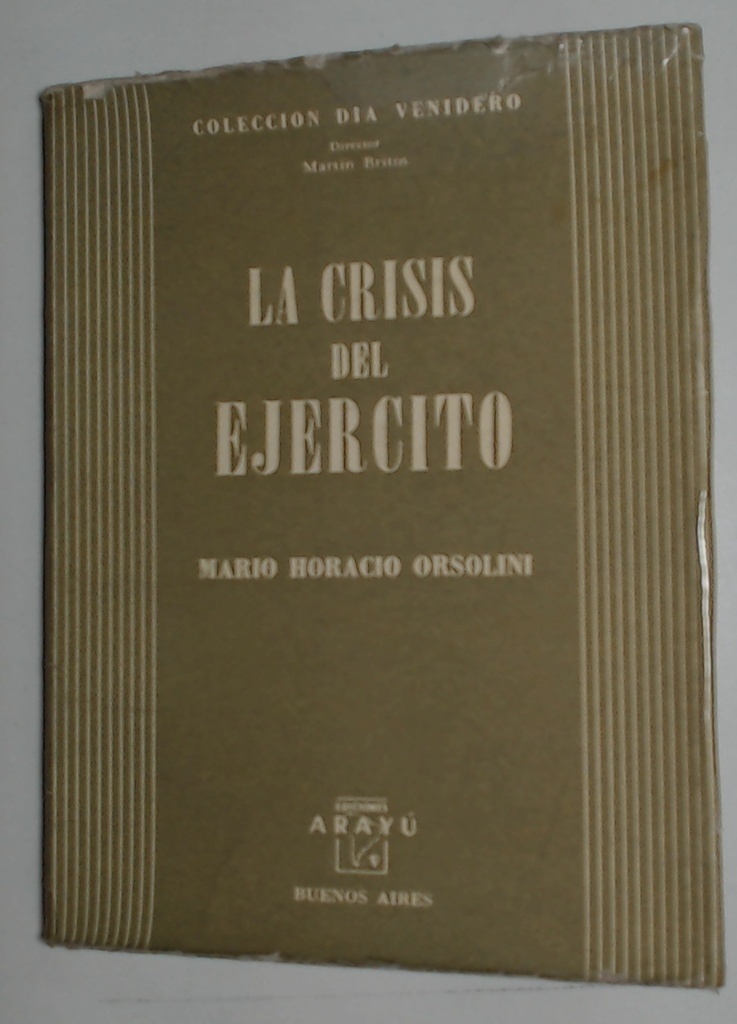 COLECCION DIA VENIDERO
Director
Martin Britos
LA CRISIS
DEL
EJERCITO
MARIO HORACIO ORSOLINI
EDICIONES
ARAYÚ
BUENOS AIRES